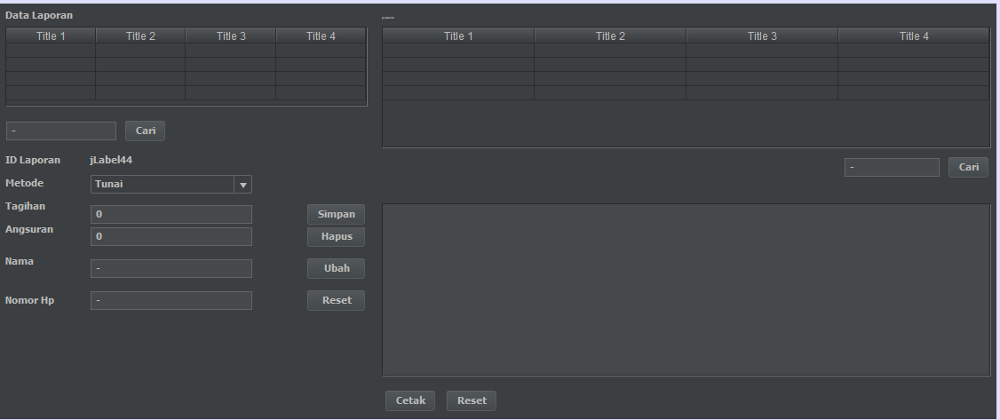 Data Laporan
Title 1 Title 2 Title 3 Title 4
- Cari
ID Laporan jLabel44
Metode Tunai
Tagihan 0 Simpan
Angsuran 0 Hapus
Nama - Ubah
Nomor Hp - Reset
Title 1 Title 2 Title 3 Title 4
- Cari
Cetak Reset